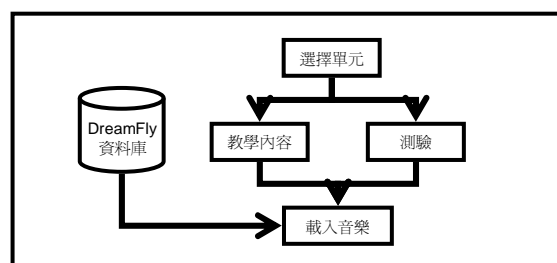 選擇單元
DreamFly
資料庫
教學內容
測驗
載入音樂